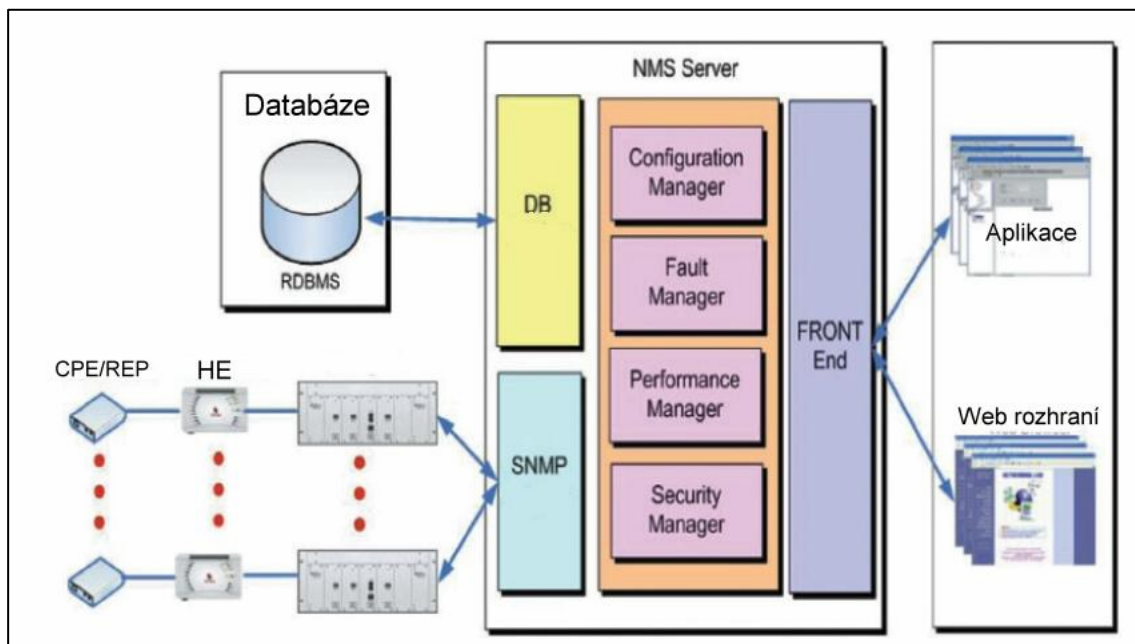 NMS Server
Databáze
RDBMS
DB
SNMP
Configuration
Manager
Fault
Manager
Performance
Manager
Security
Manager
FRONT
End
Aplikace
Web rozhraní
CPE/REP
HE